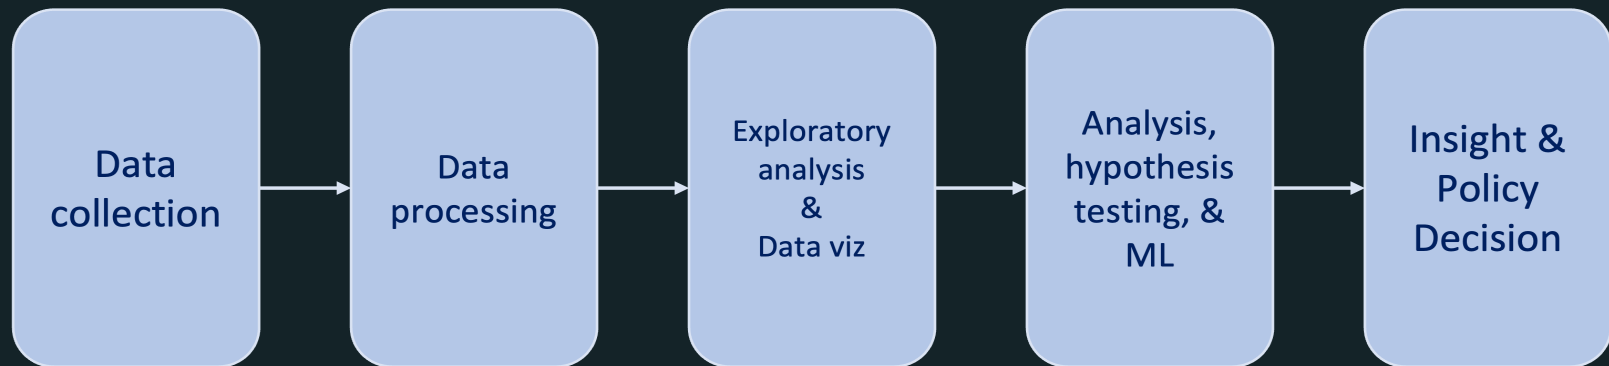 Data
collection
Data
processing
Exploratory
analysis
&
Data viz
Analysis,
hypothesis
testing, &
ML
Insight &
Policy
Decision